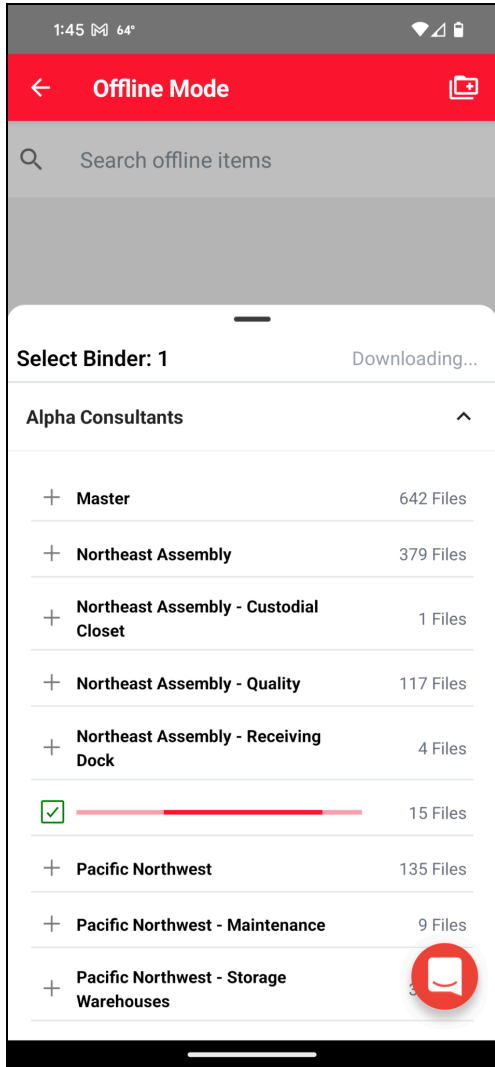 1:45 64°
Offline Mode
Search offline items
Select Binder: 1 Downloading...
Alpha Consultants
Master 642 Files
Northeast Assembly 379 Files
Northeast Assembly - Custodial
Closet 1 Files
Northeast Assembly - Quality 117 Files
Northeast Assembly - Receiving
Dock 4 Files
15 Files
Pacific Northwest 135 Files
Pacific Northwest - Maintenance 9 Files
Pacific Northwest - Storage
Warehouses